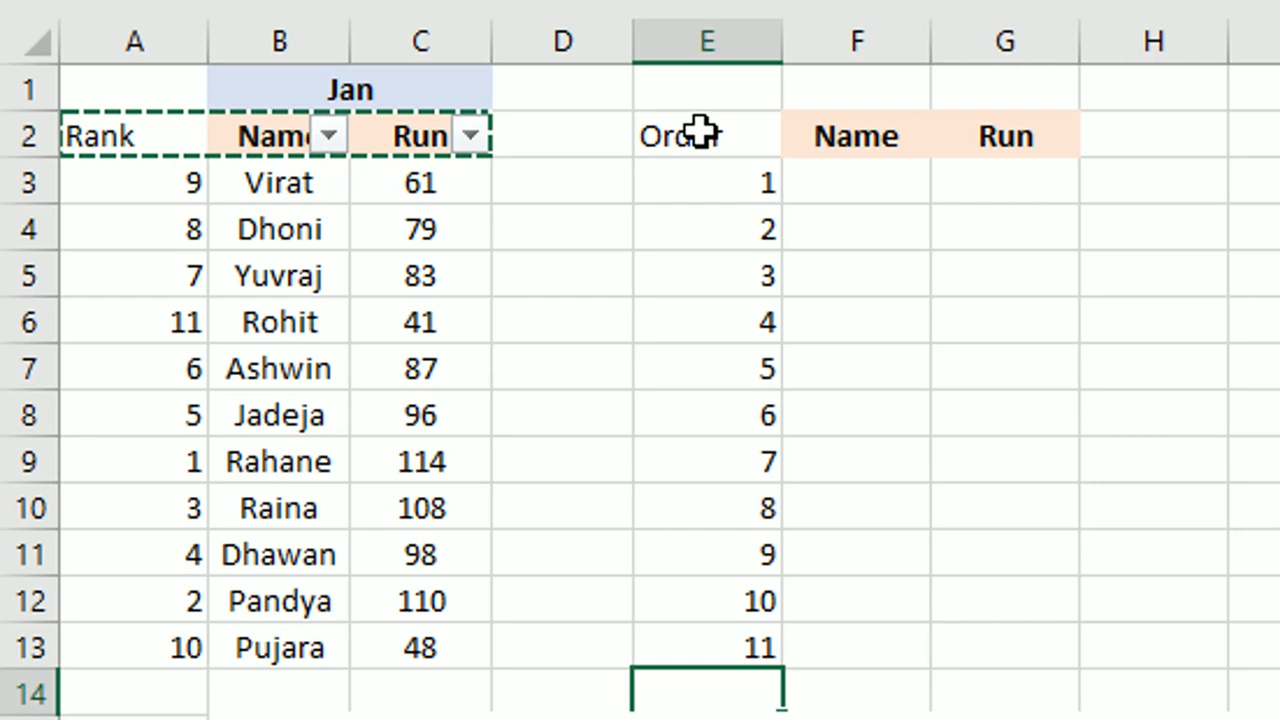 A B C D E F G H
1 Jan
2 Rank Name Run Name Run
3 9 Virat 61 1
4 8 Dhoni 79 2
5 7 Yuvraj 83 3
6 11 Rohit 41 4
7 6 Ashwin 87 5
8 5 Jadeja 96 6
9 1 Rahane 114 7
10 3 Raina 108 8
11 4 Dhawan 98 9
12 2 Pandya 110 10
13 10 Pujara 48 11
14